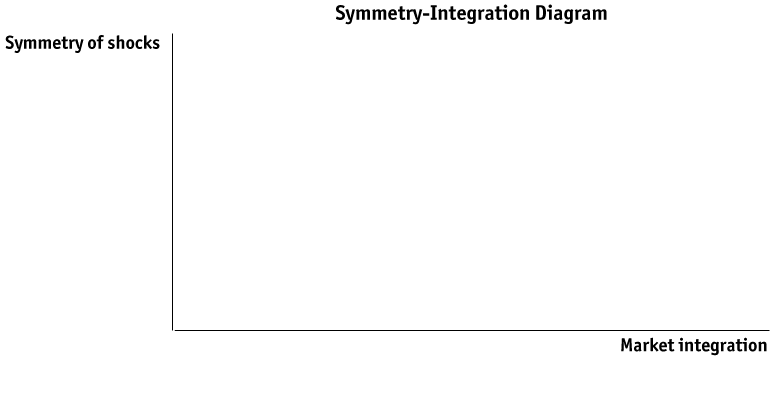 Symmetry-Integration Diagram
Symmetry of shocks
Market integration